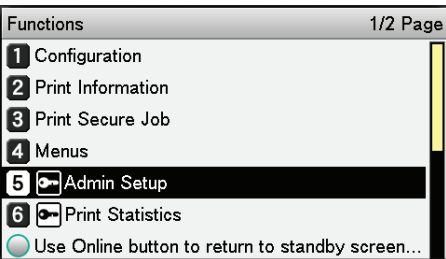 Functions 1/2 Page
1 Configuration
2 Print Information
3 Print Secure Job
4 Menus
5 Admin Setup
6 Print Statistics
Use Online button to return to standby screen...